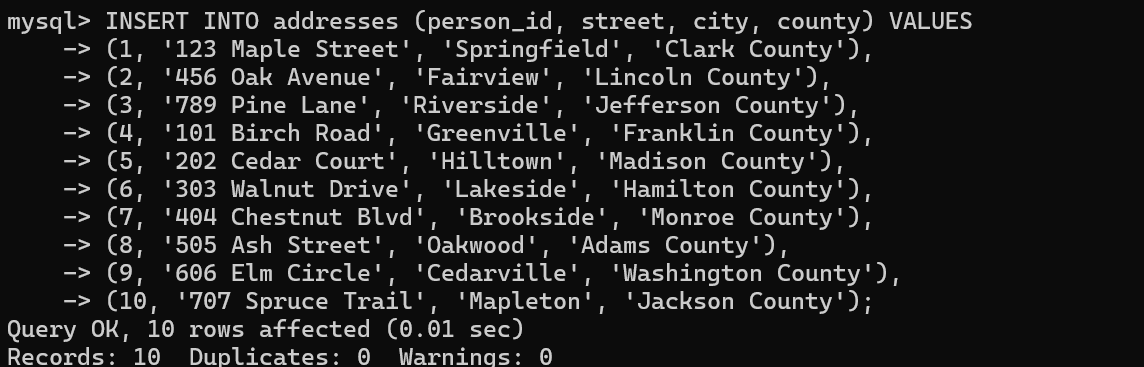 mysql> INSERT INTO addresses (person_id, street, city, county) VALUES
    -> (1, '123 Maple Street', 'Springfield', 'Clark County'),
    -> (2, '456 Oak Avenue', 'Fairview', 'Lincoln County'),
    -> (3, '789 Pine Lane', 'Riverside', 'Jefferson County'),
    -> (4, '101 Birch Road', 'Greenville', 'Franklin County'),
    -> (5, '202 Cedar Court', 'Hilltown', 'Madison County'),
    -> (6, '303 Walnut Drive', 'Lakeside', 'Hamilton County'),
    -> (7, '404 Chestnut Blvd', 'Brookside', 'Monroe County'),
    -> (8, '505 Ash Street', 'Oakwood', 'Adams County'),
    -> (9, '606 Elm Circle', 'Cedarville', 'Washington County'),
    -> (10, '707 Spruce Trail', 'Mapleton', 'Jackson County');
Query OK, 10 rows affected (0.01 sec)
Records: 10  Duplicates: 0  Warnings: 0